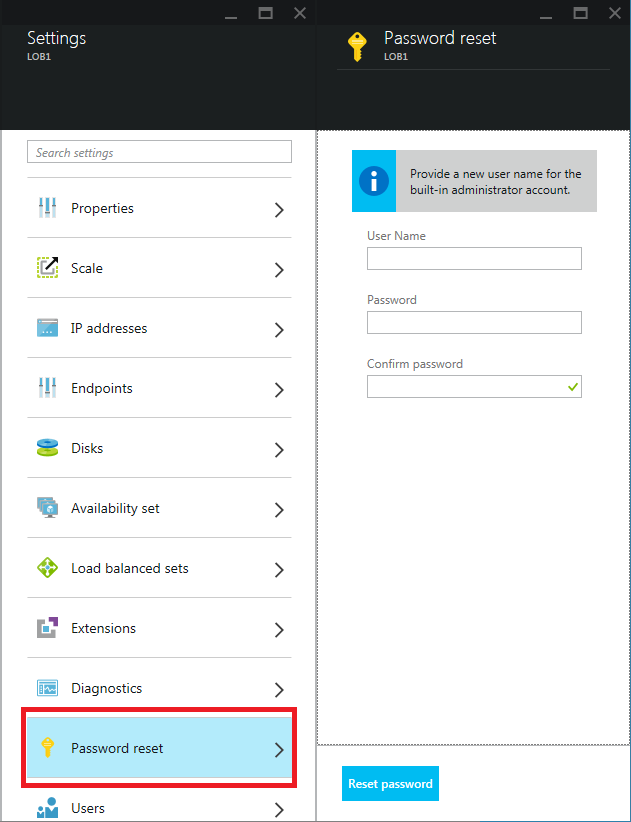 Settings
LOB1
Search settings
Properties
Scale
IP addresses
Endpoints
Disks
Availability set
Load balanced sets
Extensions
Diagnostics
Password reset
Users
Password reset
LOB1
Provide a new user name for the
built-in administrator account.
User Name
Password
Confirm password
Reset password